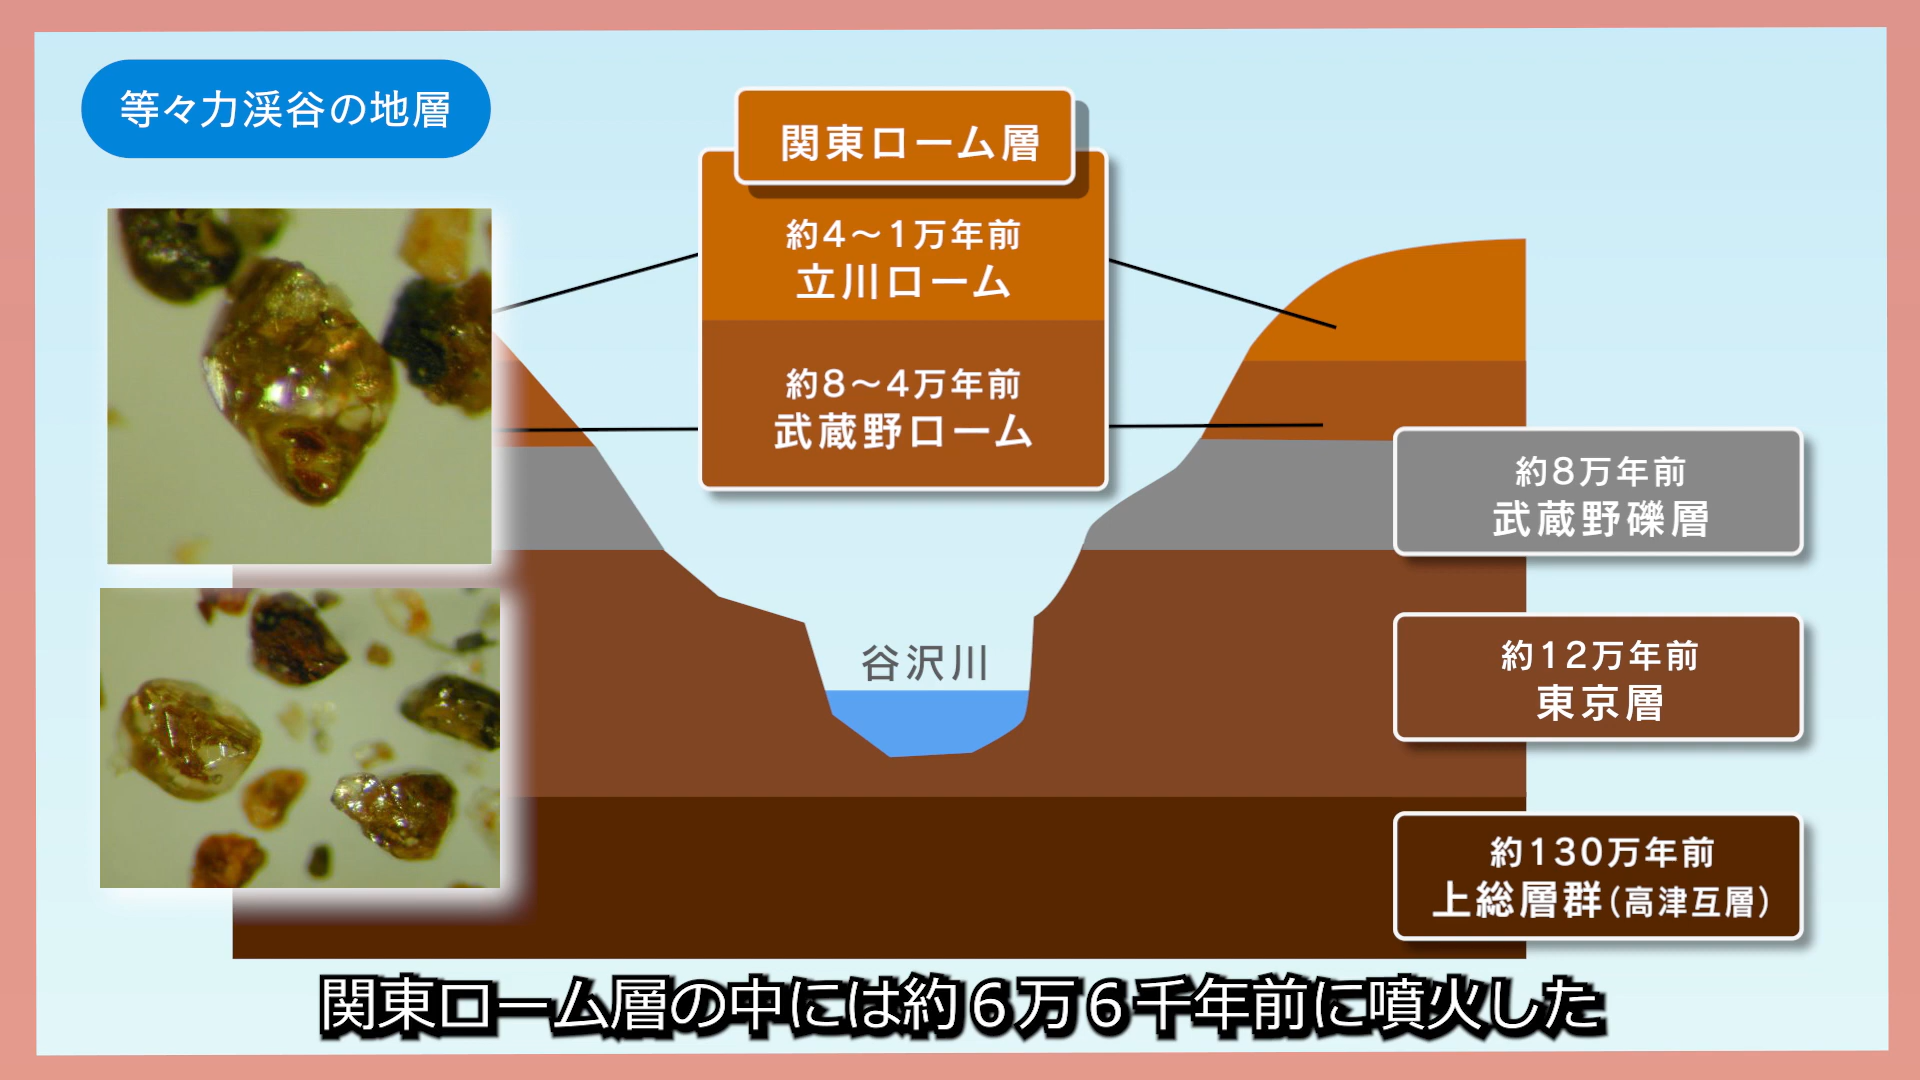 等々力渓谷の地層
関東ローム層
約4～1万年前
立川ローム
約8～4万年前
武蔵野ローム
約8万年前
武蔵野礫層
谷沢川
約12万年前
東京層
約130万年前
上総層群(高津互層)
関東ローム層の中には約６万６千年前に噴火した